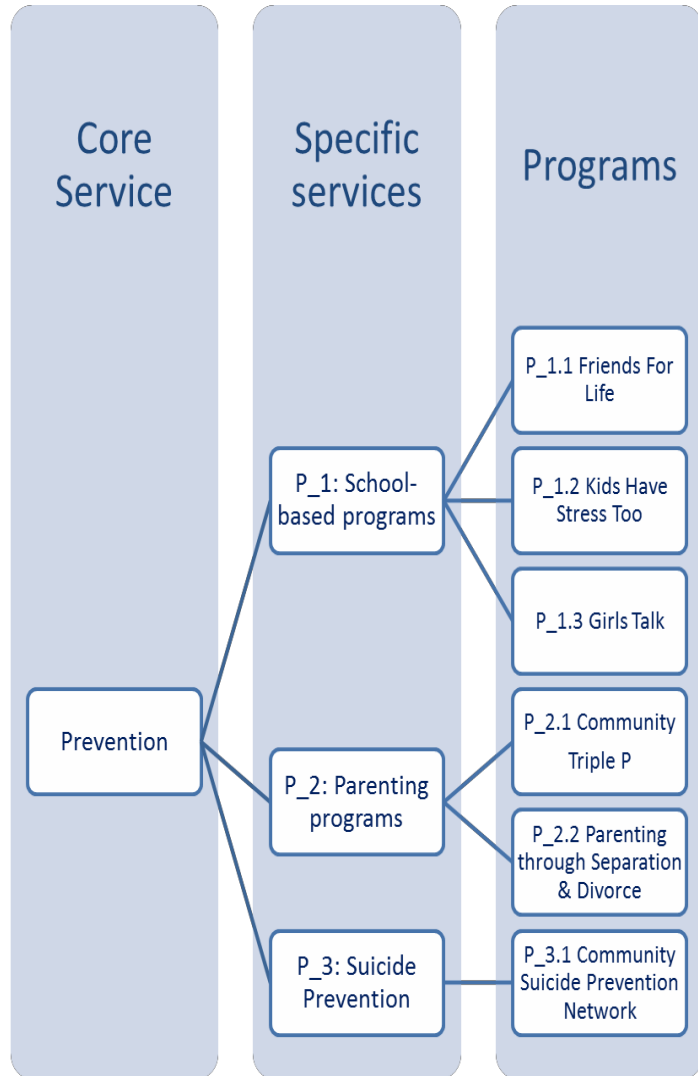 Core
Service
Specific
services
Programs
Prevention
P_1: School-
based programs
P_2: Parenting
programs
P_3: Suicide
Prevention
P_1.1 Friends For
Life
P_1.2 Kids Have
Stress Too
P_1.3 Girls Talk
P_2.1 Community
Triple P
P_2.2 Parenting
through Separation
& Divorce
P_3.1 Community
Suicide Prevention
Network